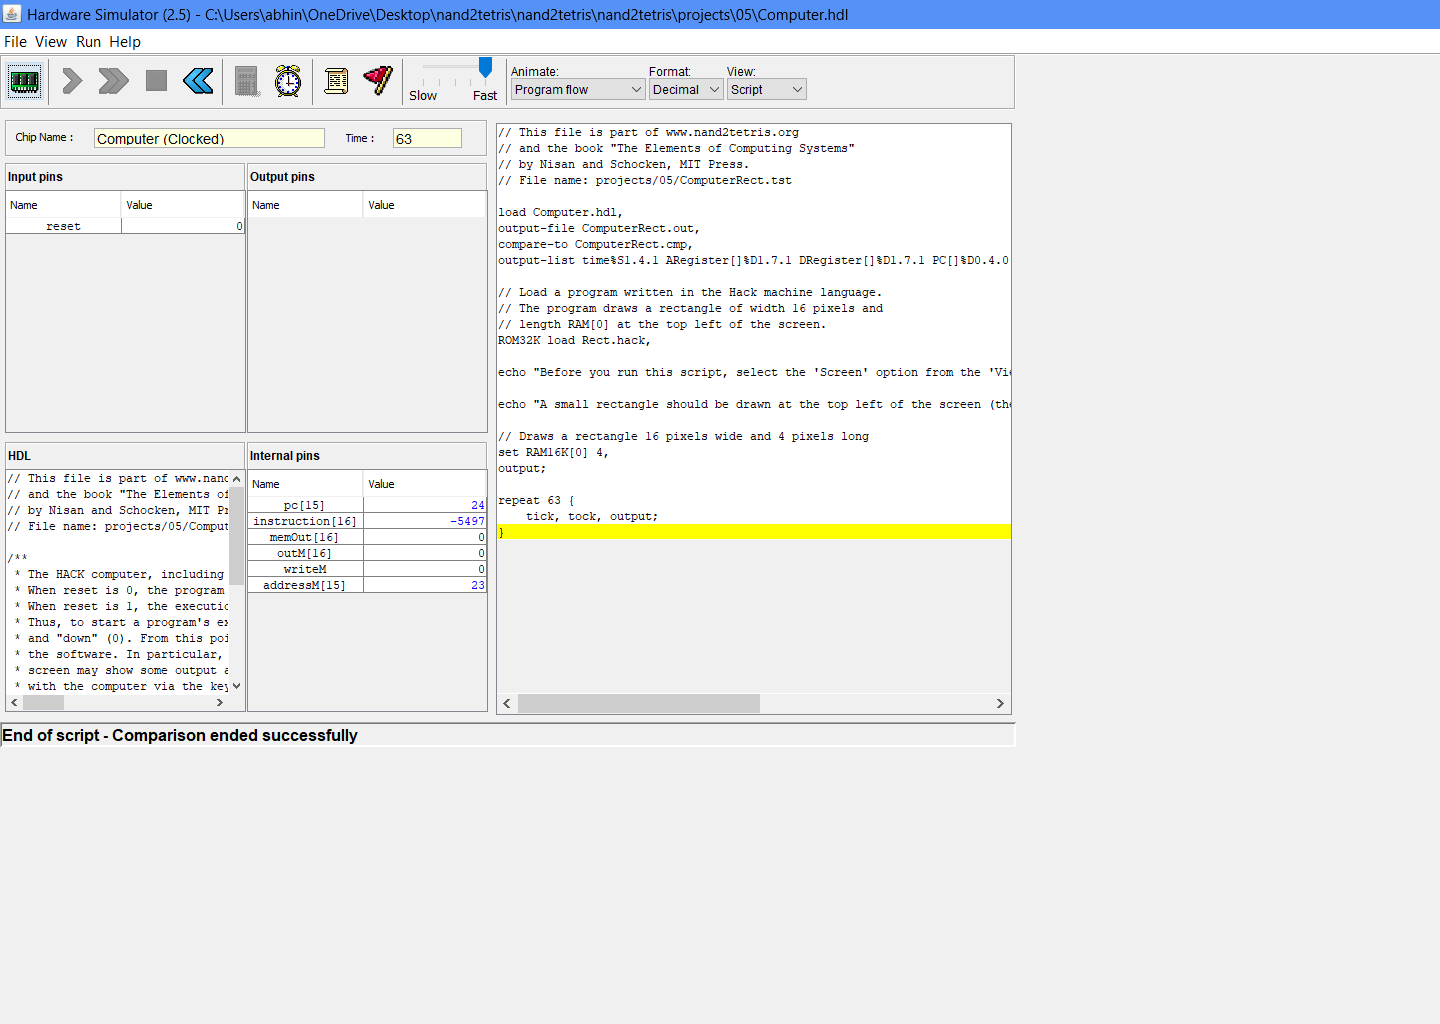 Hardware Simulator (2.5) - C:\Users\abhin\OneDrive\Desktop\nand2tetris\nand2tetris\nand2tetris\projects\05\Computer.hdl
File View Run Help
Slow Fast
Animate: Format: View:
Program flow Decimal Script
Chip Name : Computer (Clocked) Time : 63
Input pins
Name Value
reset 0
Output pins
Name Value
HDL
// This file is part of www.nand
// and the book "The Elements of
// by Nisan and Schocken, MIT Pr
// File name: projects/05/Comput
/**
* The HACK computer, including
* When reset is 0, the program
* When reset is 1, the executio
* Thus, to start a program's ex
* and "down" (0). From this poi
* the software. In particular,
* screen may show some output a
* with the computer via the key
Internal pins
Name Value
pc[15] 24
instruction[16] -5497
memOut[16] 0
outM[16] 0
writeM 0
addressM[15] 23
// This file is part of www.nand2tetris.org
// and the book "The Elements of Computing Systems"
// by Nisan and Schocken, MIT Press.
// File name: projects/05/ComputerRect.tst
load Computer.hdl,
output-file ComputerRect.out,
compare-to ComputerRect.cmp,
output-list time%S1.4.1 ARegister[]%D1.7.1 DRegister[]%D1.7.1 PC[]%D0.4.0
// Load a program written in the Hack machine language.
// The program draws a rectangle of width 16 pixels and
// length RAM[0] at the top left of the screen.
ROM32K load Rect.hack,
echo "Before you run this script, select the 'Screen' option from the 'Vie
echo "A small rectangle should be drawn at the top left of the screen (the
// Draws a rectangle 16 pixels wide and 4 pixels long
set RAM16K[0] 4,
output;
repeat 63 {
tick, tock, output;
}
End of script - Comparison ended successfully